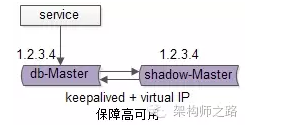 service
1.2.3.4
1.2.3.4
db-Master
shadow-Master
keepalived + virtual IP
保障高可用
架构师之路